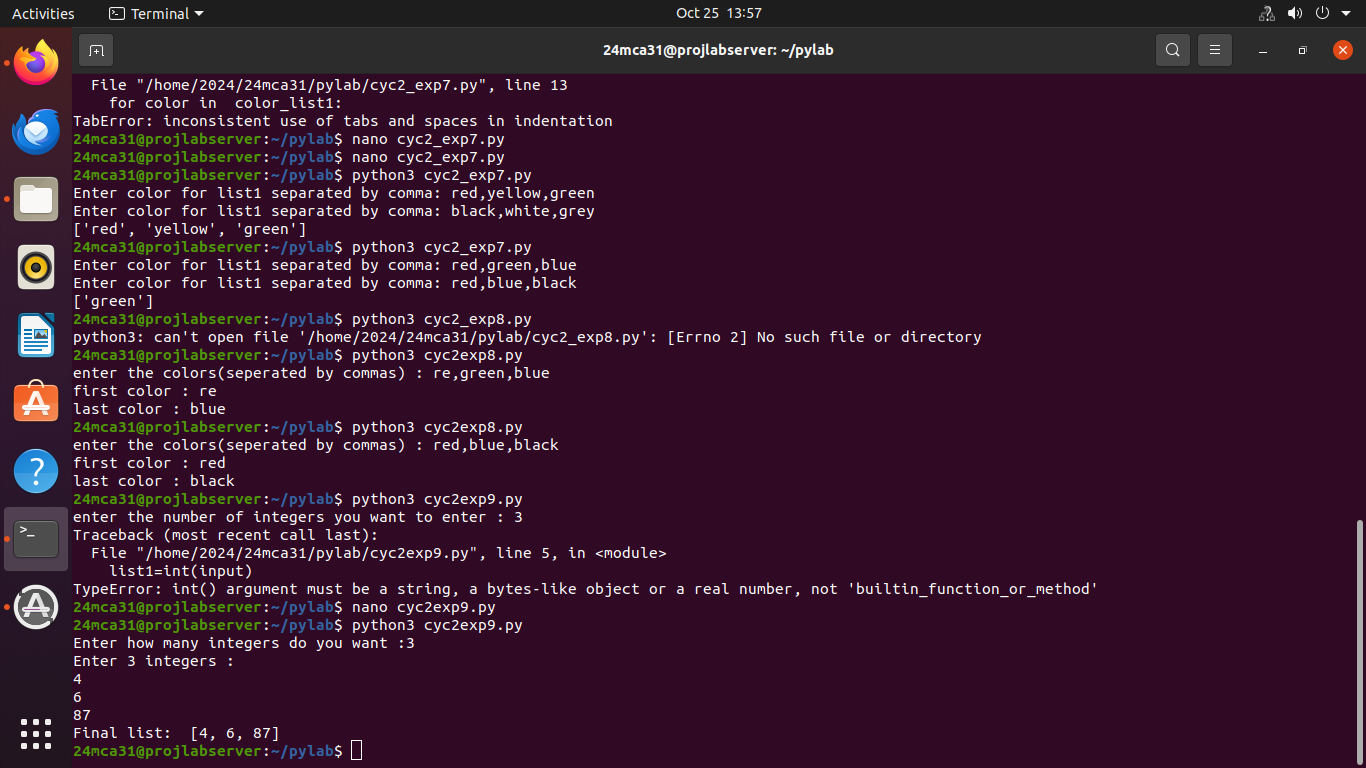 Activities
Terminal
Oct 25 13:57
24mca31@projlabserver: ~/pylab
  File "/home/2024/24mca31/pylab/cyc2_exp7.py", line 13
    for color in  color_list1:
TabError: inconsistent use of tabs and spaces in indentation
24mca31@projlabserver:~/pylab$ nano cyc2_exp7.py
24mca31@projlabserver:~/pylab$ nano cyc2_exp7.py
24mca31@projlabserver:~/pylab$ python3 cyc2_exp7.py
Enter color for list1 separated by comma: red,yellow,green
Enter color for list1 separated by comma: black,white,grey
['red', 'yellow', 'green']
24mca31@projlabserver:~/pylab$ python3 cyc2_exp7.py
Enter color for list1 separated by comma: red,green,blue
Enter color for list1 separated by comma: red,blue,black
['green']
24mca31@projlabserver:~/pylab$ python3 cyc2_exp8.py
python3: can't open file '/home/2024/24mca31/pylab/cyc2_exp8.py': [Errno 2] No such file or directory
24mca31@projlabserver:~/pylab$ python3 cyc2exp8.py
enter the colors(seperated by commas) : re,green,blue
first color : re
last color : blue
24mca31@projlabserver:~/pylab$ python3 cyc2exp8.py
enter the colors(seperated by commas) : red,blue,black
first color : red
last color : black
24mca31@projlabserver:~/pylab$ python3 cyc2exp9.py
enter the number of integers you want to enter : 3
Traceback (most recent call last):
  File "/home/2024/24mca31/pylab/cyc2exp9.py", line 5, in <module>
    list1=int(input)
TypeError: int() argument must be a string, a bytes-like object or a real number, not 'builtin_function_or_method'
24mca31@projlabserver:~/pylab$ nano cyc2exp9.py
24mca31@projlabserver:~/pylab$ python3 cyc2exp9.py
Enter how many integers do you want :3
Enter 3 integers :
4
6
87
Final list:  [4, 6, 87]
24mca31@projlabserver:~/pylab$